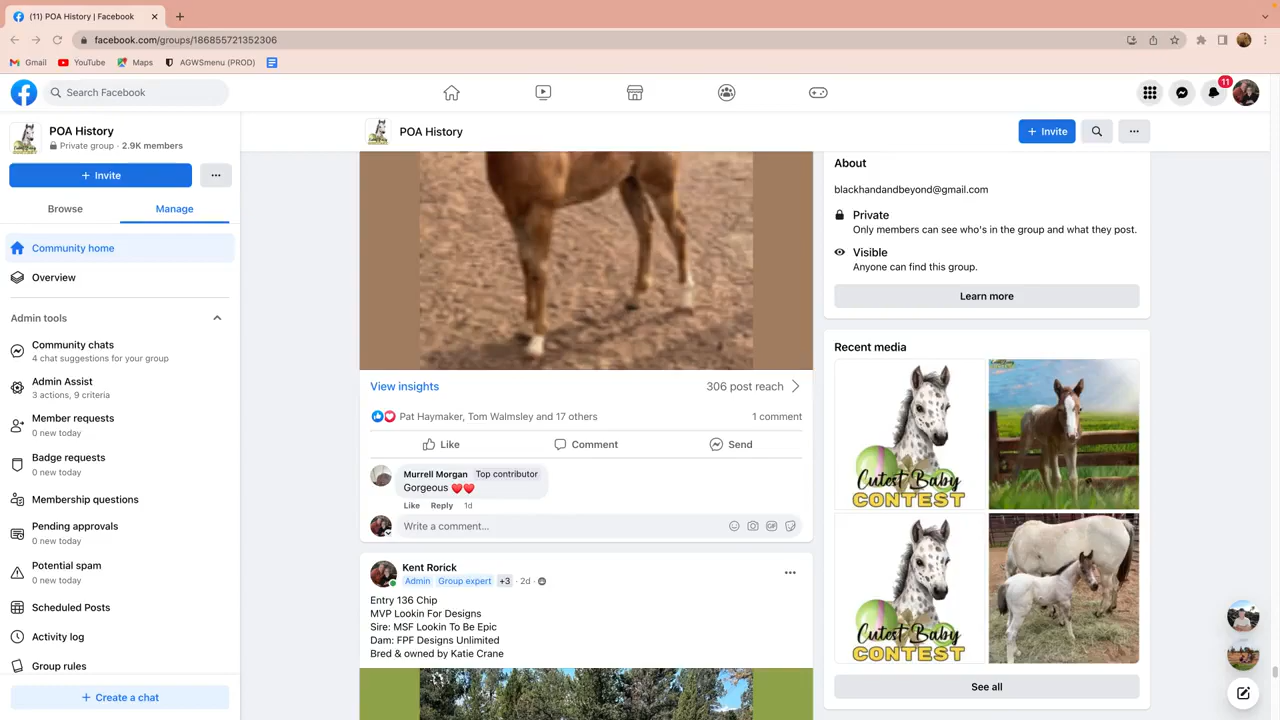 (11) POA History | Facebook
facebook.com/groups/186855721352306
Gmail
YouTube
Maps
AGWSmenu (PROD)
Search Facebook
11
POA History
Private group · 2.9K members
+ Invite
Browse
Manage
Community home
Overview
Admin tools
Community chats
4 chat suggestions for your group
Admin Assist
3 actions, 9 criteria
Member requests
0 new today
Badge requests
0 new today
Membership questions
Pending approvals
0 new today
Potential spam
0 new today
Scheduled Posts
Activity log
Group rules
+ Create a chat
POA History
+ Invite
View insights
306 post reach
Pat Haymaker, Tom Walmsley and 17 others
1 comment
Like
Comment
Send
Murrell Morgan Top contributor
Gorgeous
Like Reply 1d
Write a comment...
GIF
Kent Rorick
Admin Group expert +3 · 2d ·
Entry 136 Chip
MVP Lookin For Designs
Sire: MSF Lookin To Be Epic
Dam: FPF Designs Unlimited
Bred & owned by Katie Crane
About
blackhandandbeyond@gmail.com
Private
Only members can see who's in the group and what they post.
Visible
Anyone can find this group.
Learn more
Recent media
Cutest Baby
CONTEST
Cutest Baby
CONTEST
See all